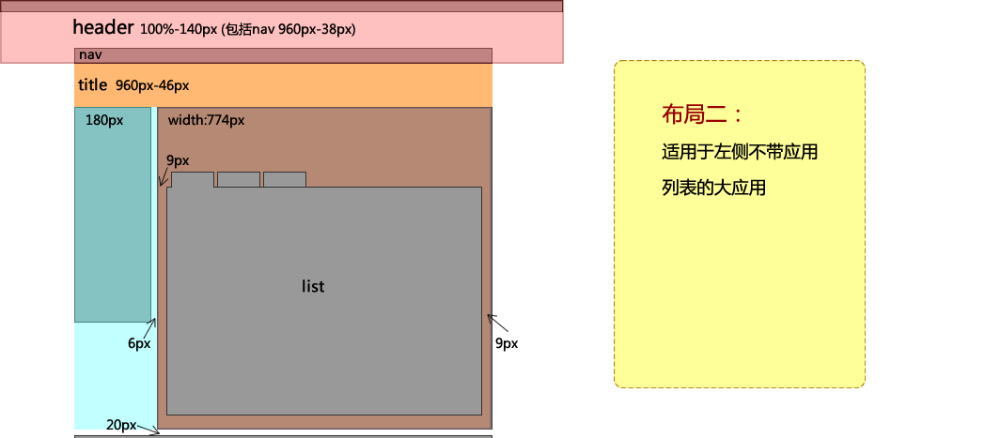 header 100%-140px (包括nav 960px-38px)
nav
title 960px-46px
180px
width:774px
9px
list
6px
9px
20px
布局二：
适用于左侧不带应用
列表的大应用